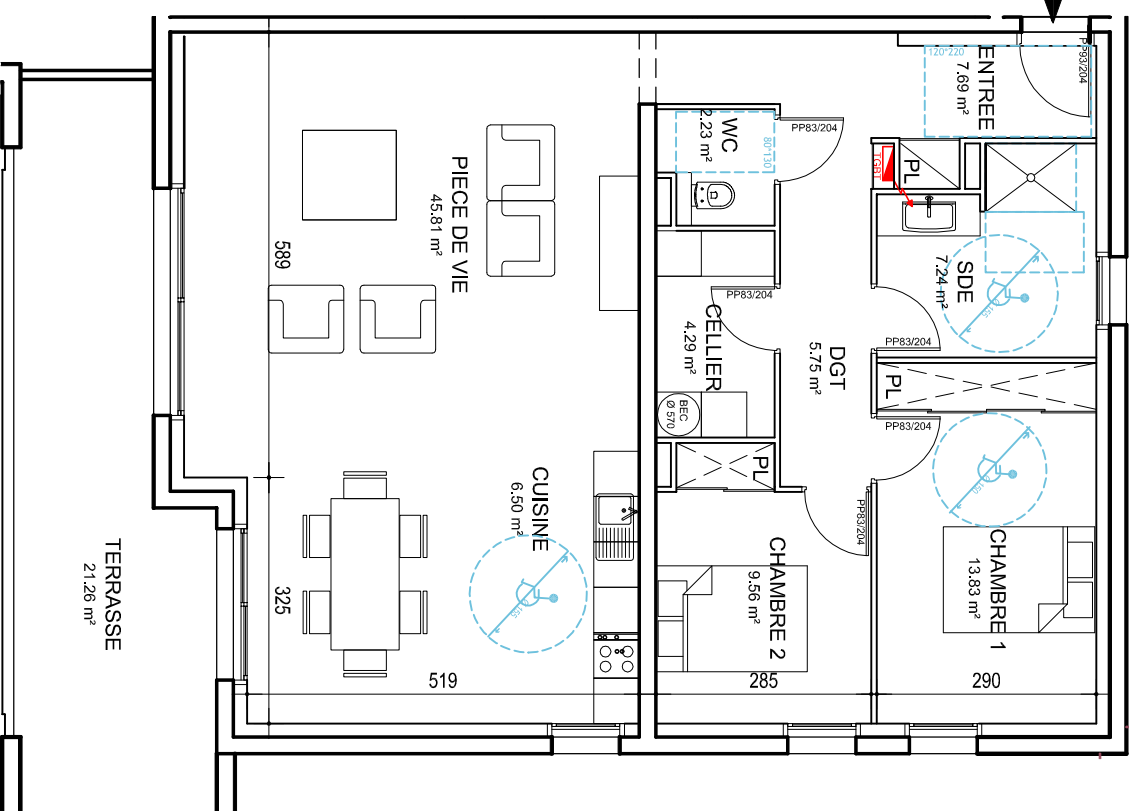 ENTREE
7.69 m²
120*220
PP93/204
WC
2.23 m²
80*130
PP83/204
TGBT
PL
PIECE DE VIE
45.81 m²
589
SDE
7.24 m²
Ø 155
PP83/204
CELLIER
4.29 m²
PP83/204
BEC
Ø 570
DGT
5.75 m²
PL
PP83/204
PL
PP83/204
CUISINE
6.50 m²
Ø 155
CHAMBRE 1
13.83 m²
Ø 150
CHAMBRE 2
9.56 m²
TERRASSE
21.26 m²
325
519
285
290